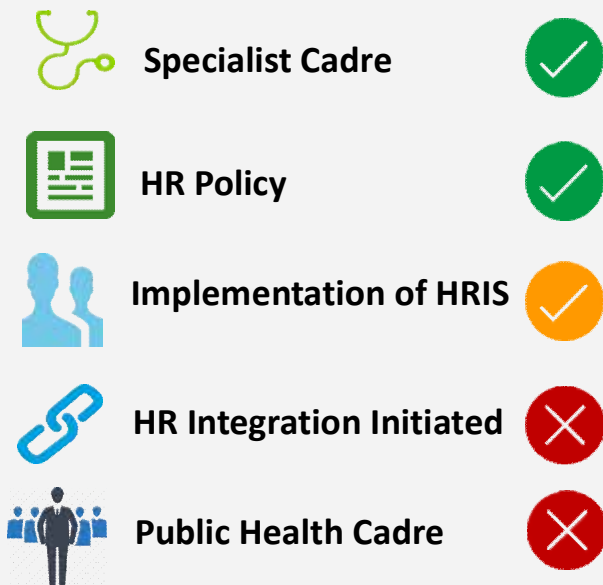 Specialist Cadre
HR Policy
Implementation of HRIS
HR Integration Initiated
Public Health Cadre